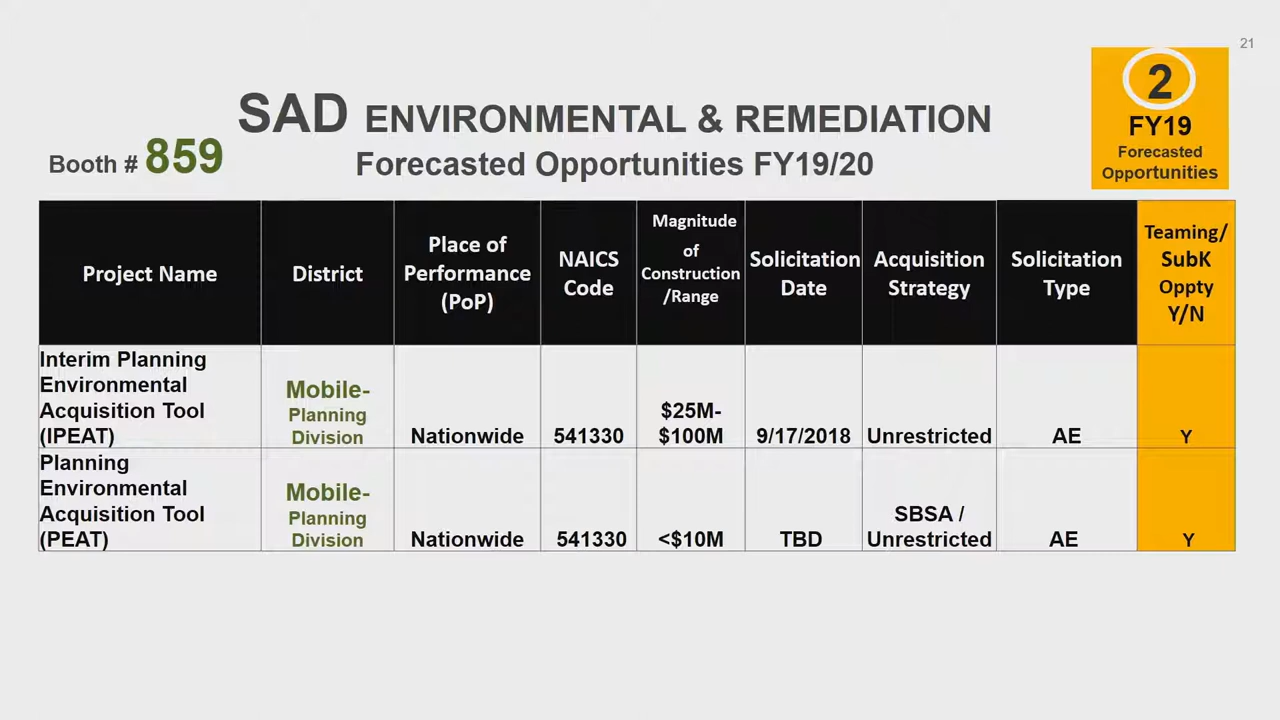 21
SAD ENVIRONMENTAL & REMEDIATION
Booth # 859
Forecasted Opportunities FY19/20
2
FY19
Forecasted
Opportunities
Project Name
District
Place of
Performance
(PoP)
NAICS
Code
Magnitude
of
Construction
/Range
Solicitation
Date
Acquisition
Strategy
Solicitation
Type
Teaming/
SubK
Oppty
Y/N
Interim Planning
Environmental
Acquisition Tool
(IPEAT)
Mobile-
Planning
Division
Nationwide
541330
$25M-
$100M
9/17/2018
Unrestricted
AE
Y
Planning
Environmental
Acquisition Tool
(PEAT)
Mobile-
Planning
Division
Nationwide
541330
<$10M
TBD
SBSA /
Unrestricted
AE
Y